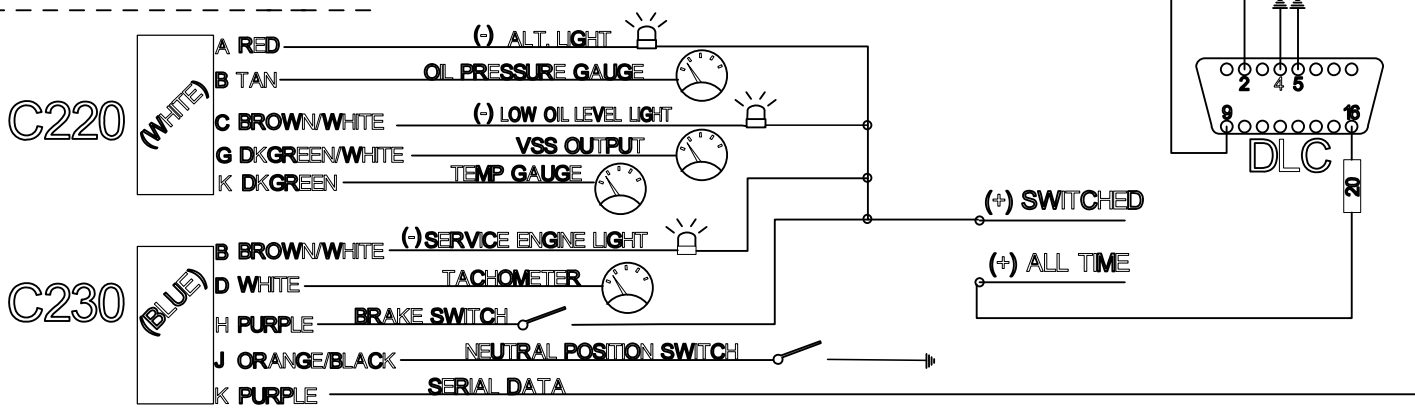 C220
(WHITE)
A RED (-) ALT. LIGHT
B TAN OIL PRESSURE GAUGE
C BROWN/WHITE (-) LOW OIL LEVEL LIGHT
G DKGREEN/WHITE VSS OUTPUT
K DKGREEN TEMP GAUGE
C230
(BLUE)
B BROWN/WHITE (-) SERVICE ENGINE LIGHT
D WHITE TACHOMETER
H PURPLE BRAKE SWITCH
J ORANGE/BLACK NEUTRAL POSITION SWITCH
K PURPLE SERIAL DATA
2 4 5
9 16
DLC
20
(+) SWITCHED
(+) ALL TIME